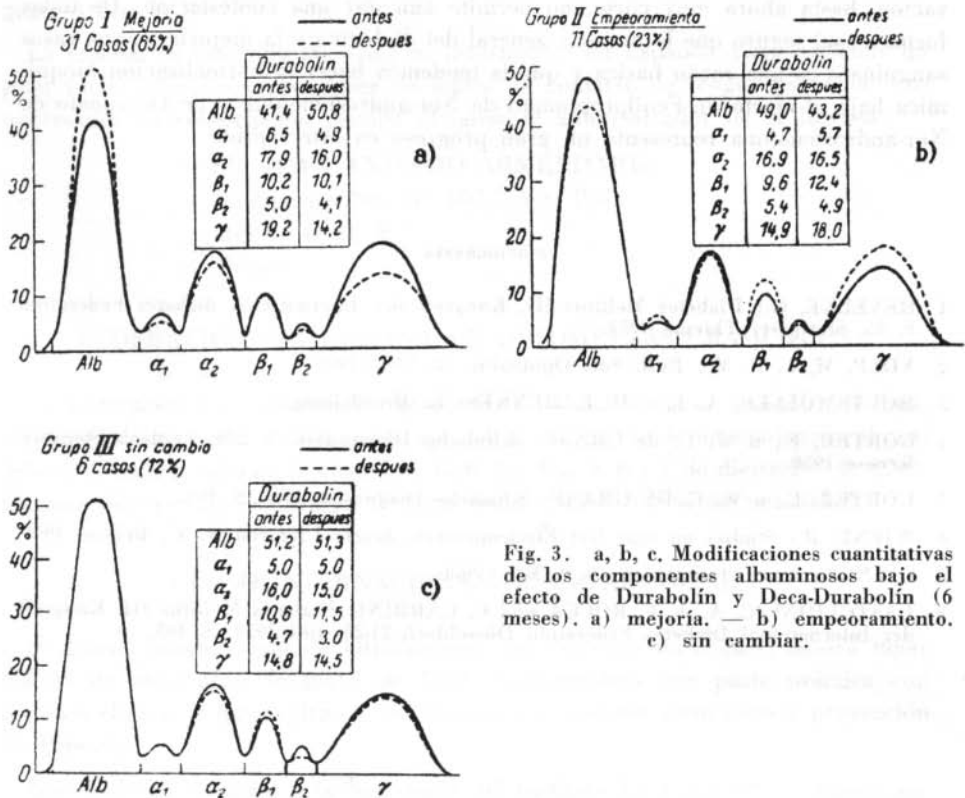 Grupo I Mejoría
31 Casos (65%)
antes
despues
50
%
40
30
20
10
0
Durabolin
antes despues
Alb 41,4 50,8
α1 6,5 4,9
α2 17,9 16,0
β1 10,2 10,1
β2 5,0 4,1
γ 19,2 14,2
a)
Alb α1 α2 β1 β2 γ
Grupo II Empeoramiento
11 Casos (23%)
antes
despues
50
%
40
30
20
10
0
Durabolin
antes despues
Alb 49,0 43,2
α1 4,7 5,7
α2 16,9 16,5
β1 9,6 12,4
β2 5,4 4,9
γ 14,9 18,0
b)
Alb α1 α2 β1 β2 γ
Grupo III sin cambio
6 casos (12%)
antes
despues
50
%
40
30
20
10
0
Durabolin
antes despues
Alb 51,2 51,3
α1 5,0 5,0
α2 16,0 15,0
β1 10,6 11,5
β2 4,7 3,0
γ 14,8 14,5
c)
Alb α1 α2 β1 β2 γ
Fig. 3. a, b, c. Modificaciones cuantitativas
de los componentes albuminosos bajo el
efecto de Durabolín y Deca-Durabolín (6
meses). a) mejoría. — b) empeoramiento.
c) sin cambiar.